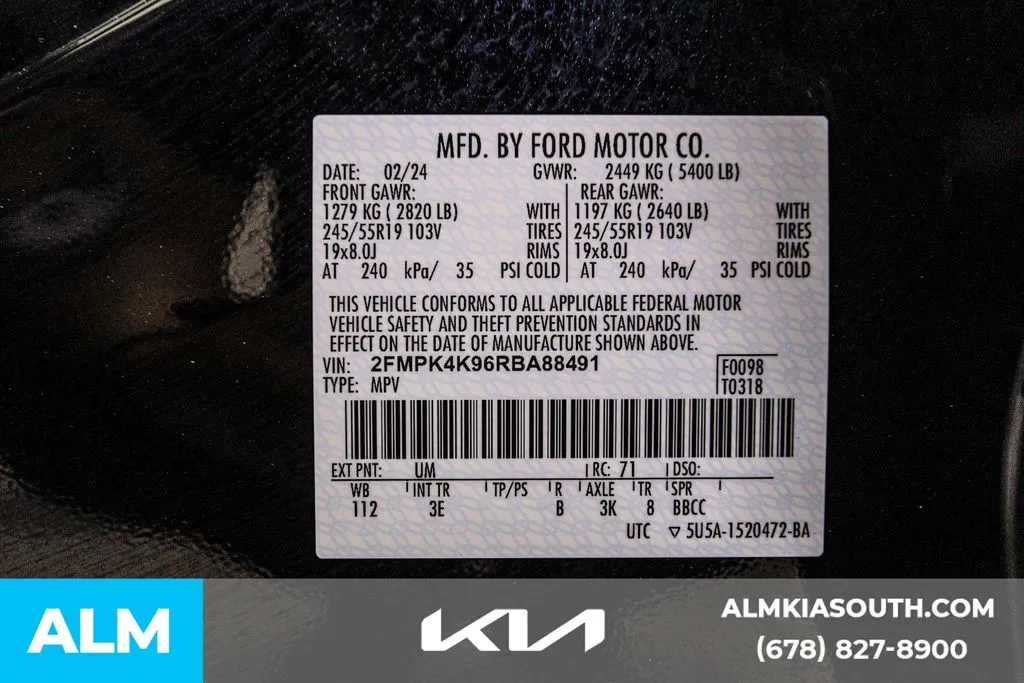 MFD. BY FORD MOTOR CO.
DATE: 02/24 GVWR: 2449 KG ( 5400 LB)
FRONT GAWR: REAR GAWR:
1279 KG ( 2820 LB) WITH 1197 KG ( 2640 LB) WITH
245/55R19 103V TIRES 245/55R19 103V TIRES
19x8.0J RIMS 19x8.0J RIMS
AT 240 kPa/ 35 PSI COLD AT 240 kPa/ 35 PSI COLD
THIS VEHICLE CONFORMS TO ALL APPLICABLE FEDERAL MOTOR
VEHICLE SAFETY AND THEFT PREVENTION STANDARDS IN
EFFECT ON THE DATE OF MANUFACTURE SHOWN ABOVE.
VIN: 2FMPK4K96RBA88491 F0098
TYPE: MPV T0318
EXT PNT: UM RC: 71 DSO:
WB INT TR TP/PS R AXLE TR SPR
112 3E B 3K 8 BBCC
UTC ▽ 5U5A-1520472-BA
ALM KIA ALMKIASOUTH.COM
(678) 827-8900